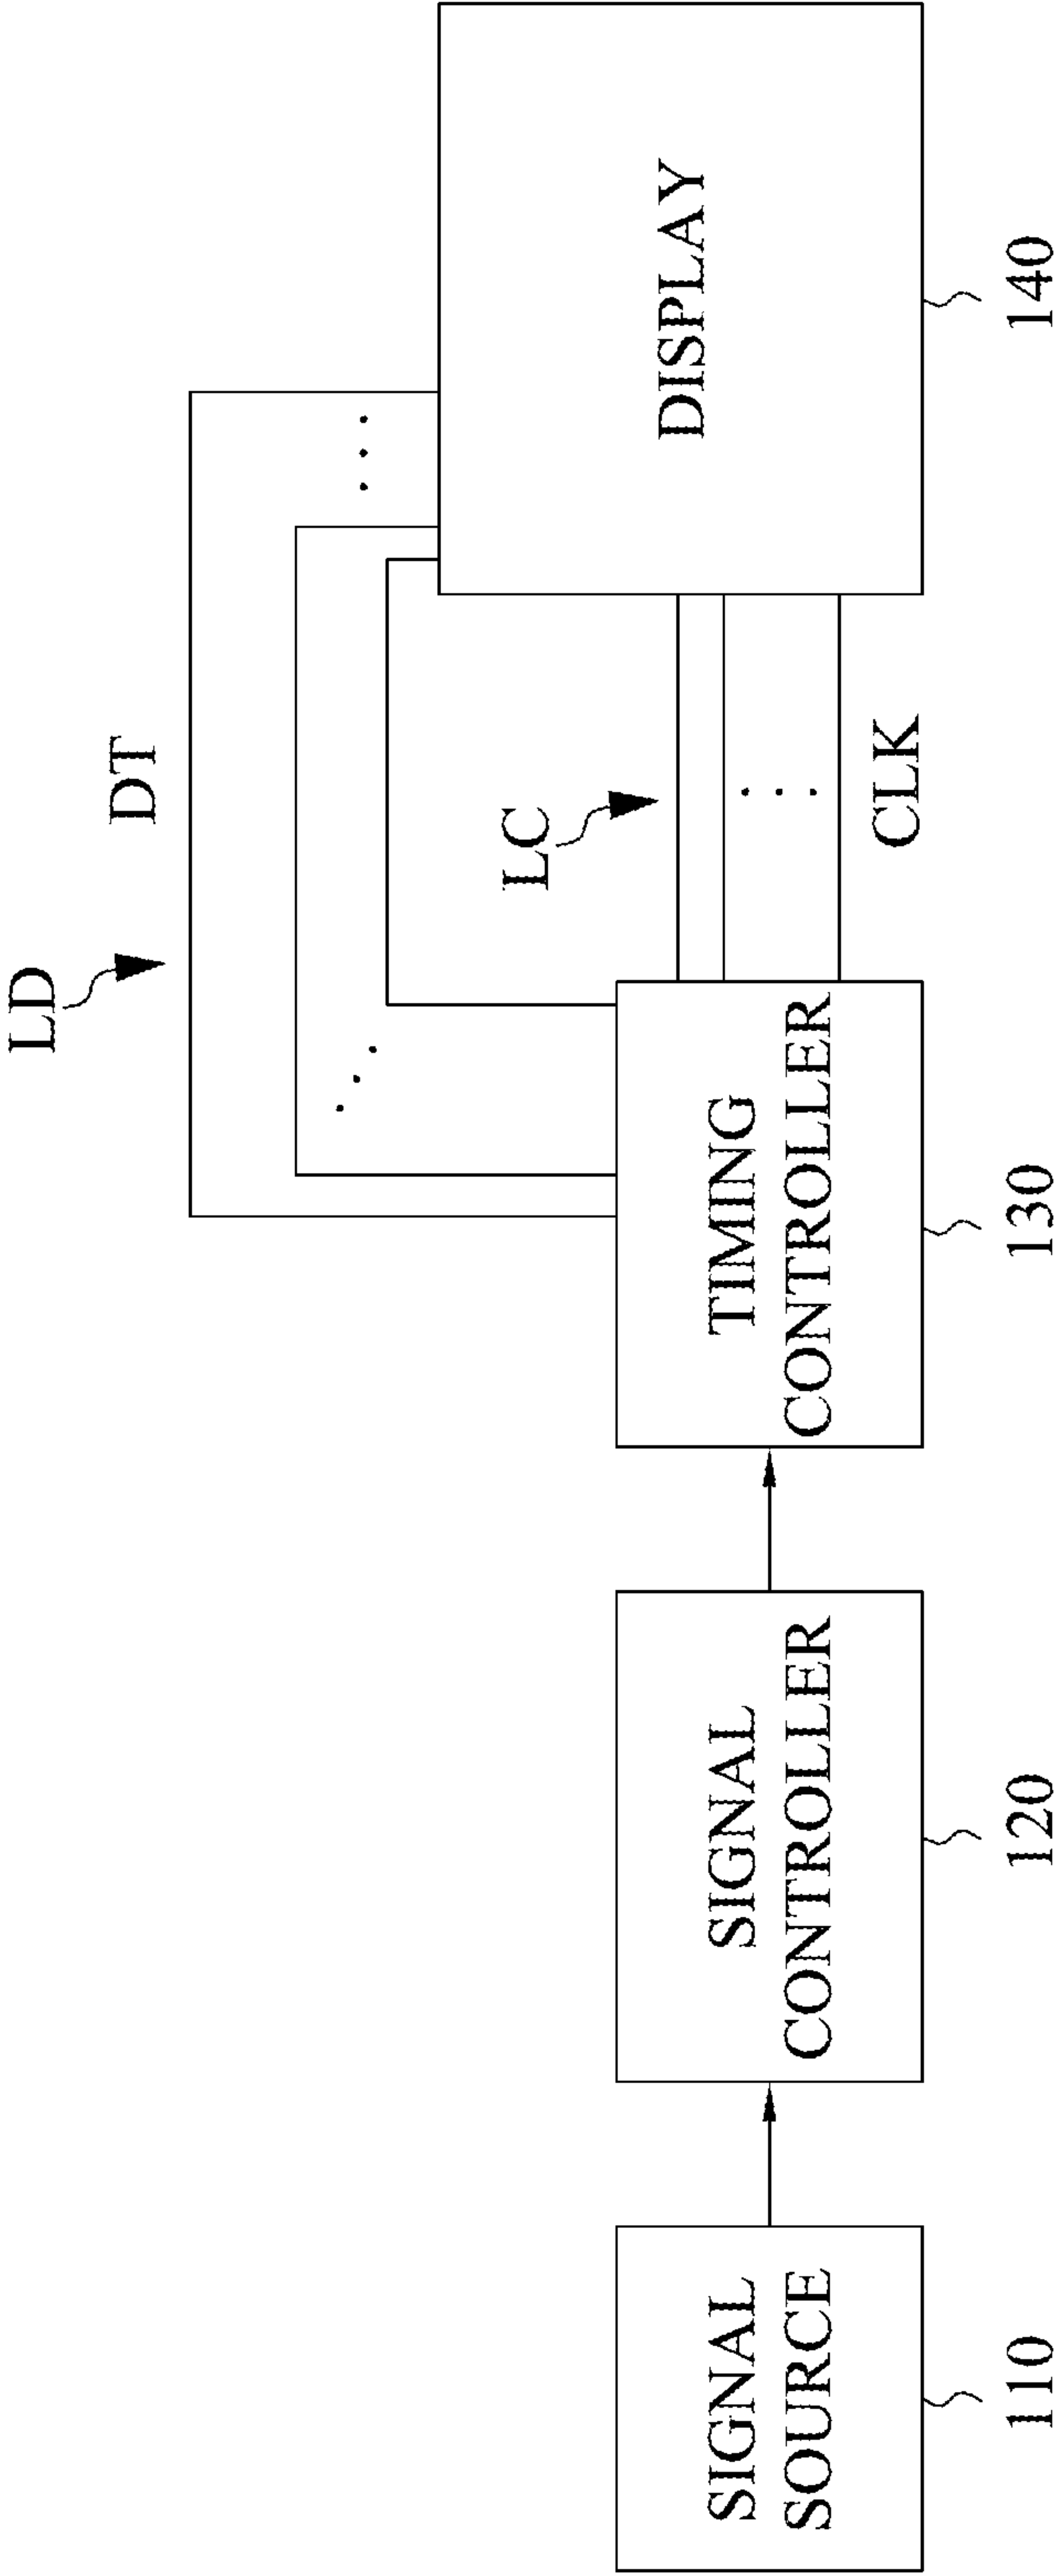 LD
DT
LC
CLK
SIGNAL
SOURCE
SIGNAL
CONTROLLER
TIMING
CONTROLLER
DISPLAY
110
120
130
140